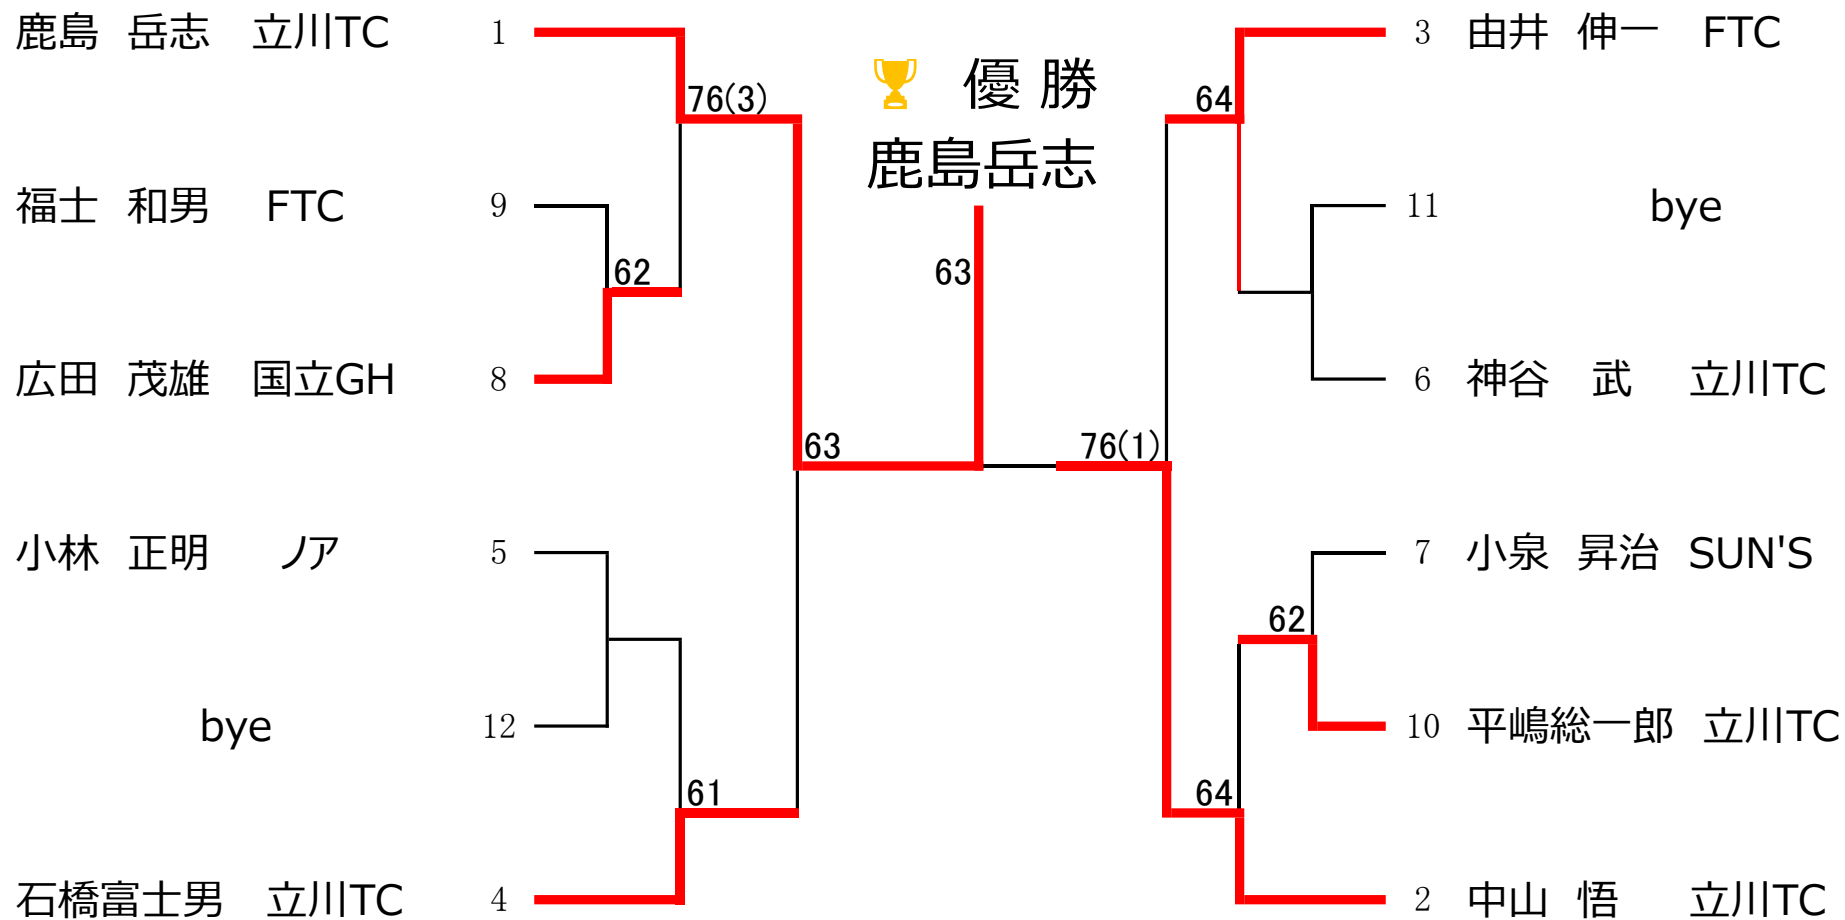 鹿島 岳志 立川TC 1
3 由井 伸一 FTC
優 勝
76(3)
64
鹿島岳志
福士 和男 FTC 9
11 bye
62
63
広田 茂雄 国立GH 8
6 神谷 武 立川TC
63
76(1)
小林 正明 ノア 5
7 小泉 昇治 SUN'S
62
bye 12
10 平嶋総一郎 立川TC
61
64
石橋富士男 立川TC 4
2 中山 悟 立川TC